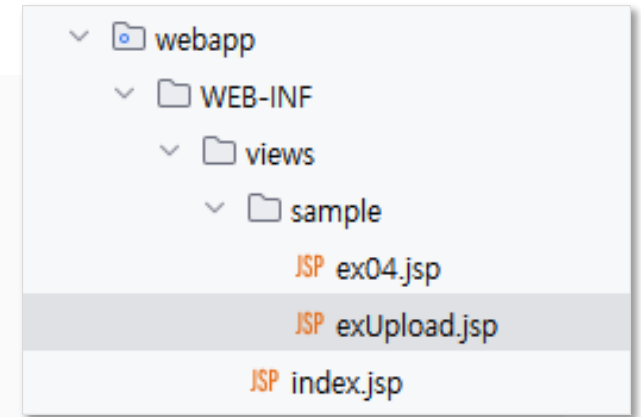 webapp
WEB-INF
views
sample
JSP ex04.jsp
JSP exUpload.jsp
JSP index.jsp